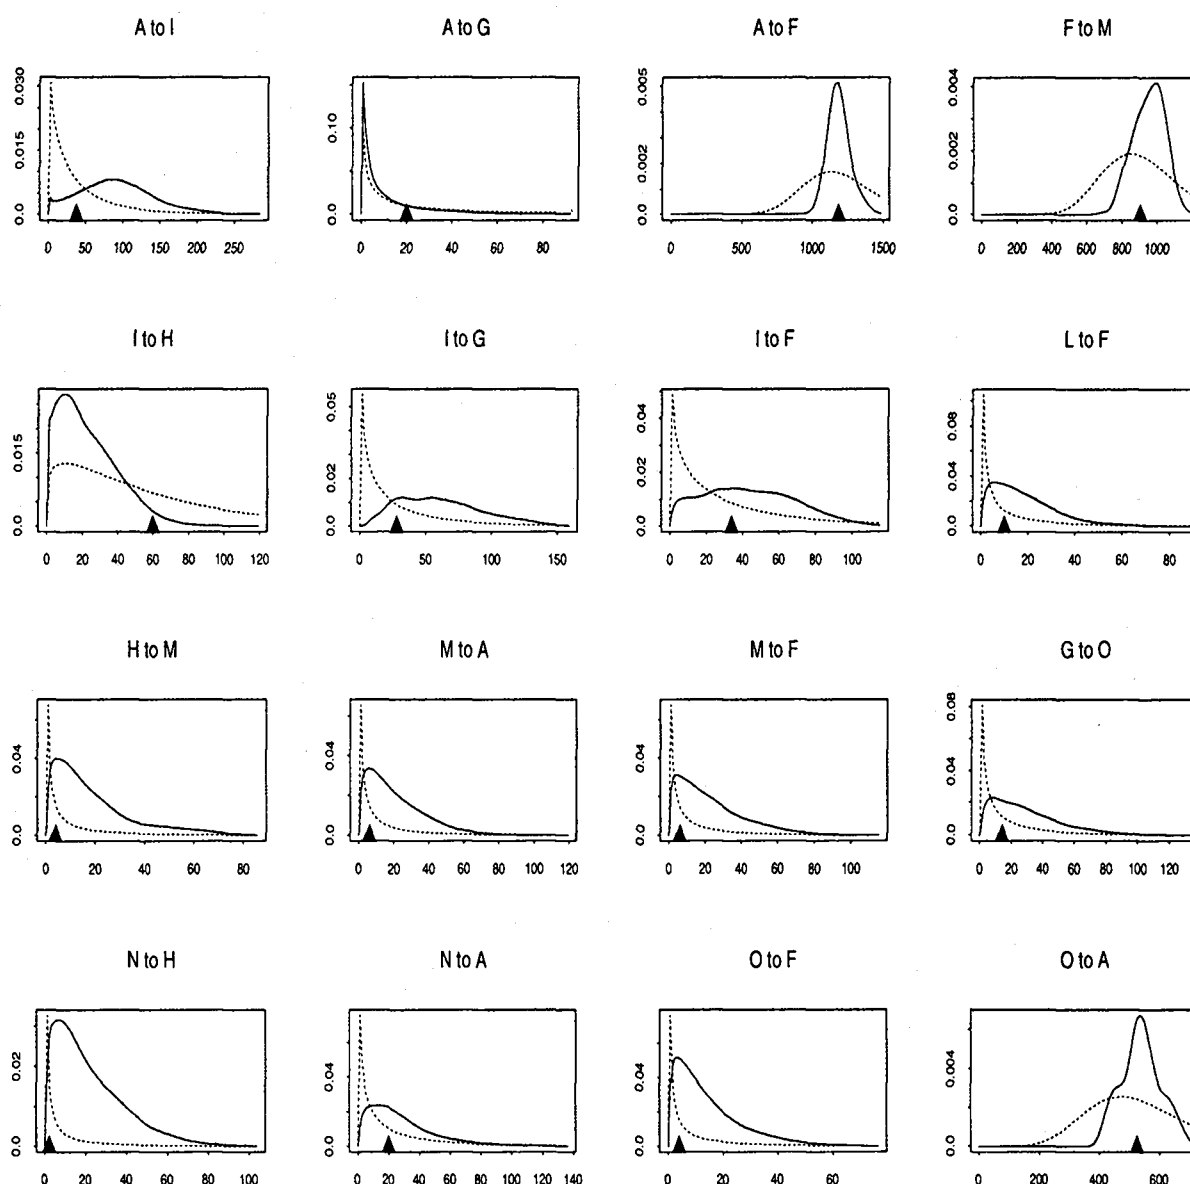 A to I
A to G
A to F
F to M
0.0 0.015 0.030
0 50 100 150 200 250
0.0 0.10
0 20 40 60 80
0.0 0.002 0.005
0 500 1000 1500
0.0 0.002 0.004
0 200 400 600 800 1000
I to H
I to G
I to F
L to F
0.0 0.015
0 20 40 60 80 100 120
0.0 0.02 0.05
0 50 100 150
0.0 0.02 0.04
0 20 40 60 80 100
0.0 0.04 0.08
0 20 40 60 80
H to M
M to A
M to F
G to O
0.0 0.04
0 20 40 60 80
0.0 0.04
0 20 40 60 80 100 120
0.0 0.04
0 20 40 60 80 100
0.0 0.04 0.08
0 20 40 60 80 100 120
N to H
N to A
O to F
O to A
0.0 0.02
0 20 40 60 80 100
0.0 0.04
0 20 40 60 80 100 120 140
0.0 0.04
0 20 40 60
0.0 0.004
0 200 400 600